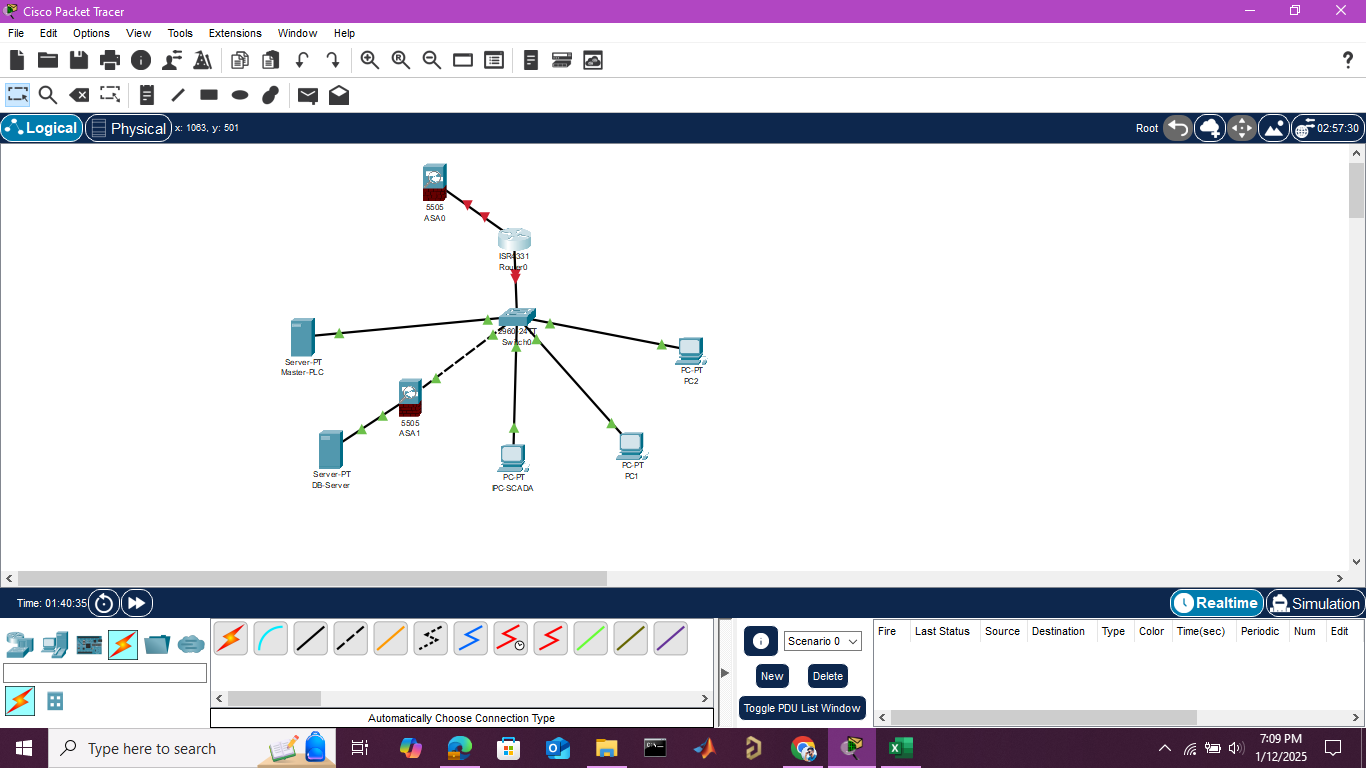 Cisco Packet Tracer
File Edit Options View Tools Extensions Window Help
Logical Physical x: 1063, y: 501 Root 02:57:30
5505
ASA0
ISR4331
Router0
2960-24TT
Switch0
Server-PT
Master-PLC
PC-PT
PC2
5505
ASA1
Server-PT
DB-Server
PC-PT
IPC-SCADA
PC-PT
PC1
Time: 01:40:35 Realtime Simulation
Scenario 0
New Delete
Toggle PDU List Window
Fire Last Status Source Destination Type Color Time(sec) Periodic Num Edit
Automatically Choose Connection Type
Type here to search
7:09 PM
1/12/2025